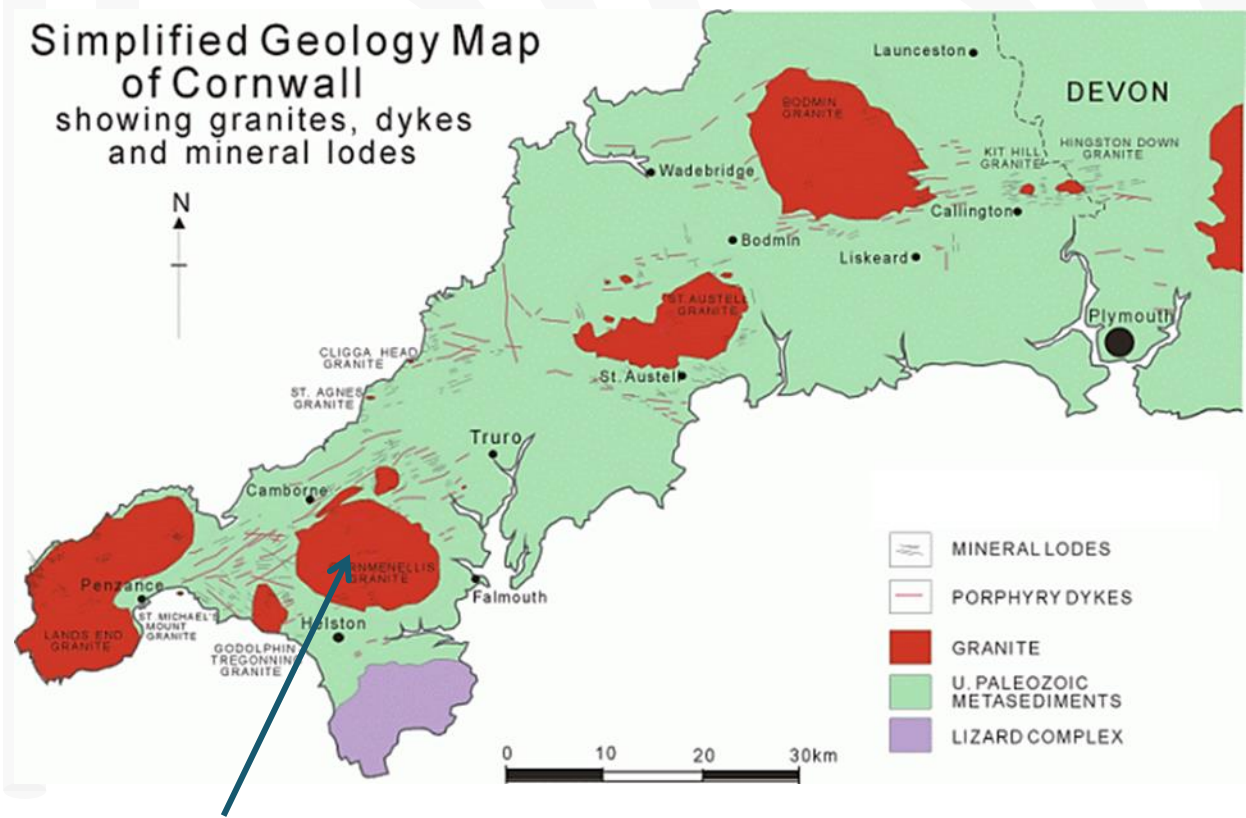 Simplified Geology Map
of Cornwall
showing granites, dykes
and mineral lodes
N
Launceston
DEVON
BODMIN
GRANITE
KIT HILL
GRANITE
HINGSTON DOWN
GRANITE
Wadebridge
Callington
Bodmin
Liskeard
ST. AUSTELL
GRANITE
Plymouth
CLIGGA HEAD
GRANITE
St. Austell
ST. AGNES
GRANITE
Truro
Camborne
RNMENELLIS
GRANITE
Penzance
Falmouth
ST MICHAEL'S
MOUNT
GRANITE
Helston
LANDS END
GRANITE
GODOLPHIN
TREGONNING
GRANITE
MINERAL LODES
PORPHYRY DYKES
GRANITE
U. PALEOZOIC
METASEDIMENTS
LIZARD COMPLEX
0 10 20 30km